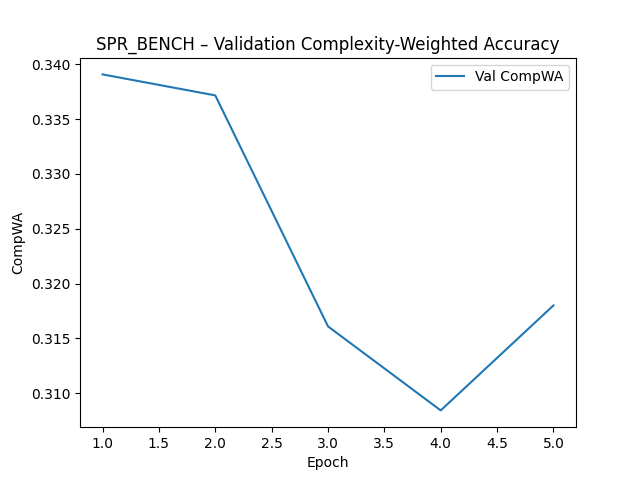 SPR_BENCH – Validation Complexity-Weighted Accuracy
Val CompWA
CompWA
0.340
0.335
0.330
0.325
0.320
0.315
0.310
1.0 1.5 2.0 2.5 3.0 3.5 4.0 4.5 5.0
Epoch